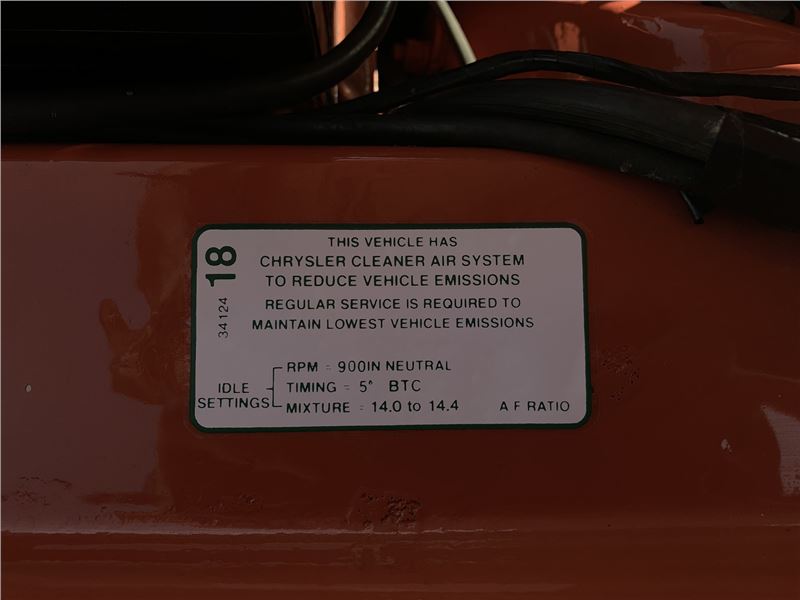 18
34124
THIS VEHICLE HAS
CHRYSLER CLEANER AIR SYSTEM
TO REDUCE VEHICLE EMISSIONS
REGULAR SERVICE IS REQUIRED TO
MAINTAIN LOWEST VEHICLE EMISSIONS
IDLE
SETTINGS
RPM = 900IN NEUTRAL
TIMING = 5° BTC
MIXTURE = 14.0 to 14.4 A F RATIO